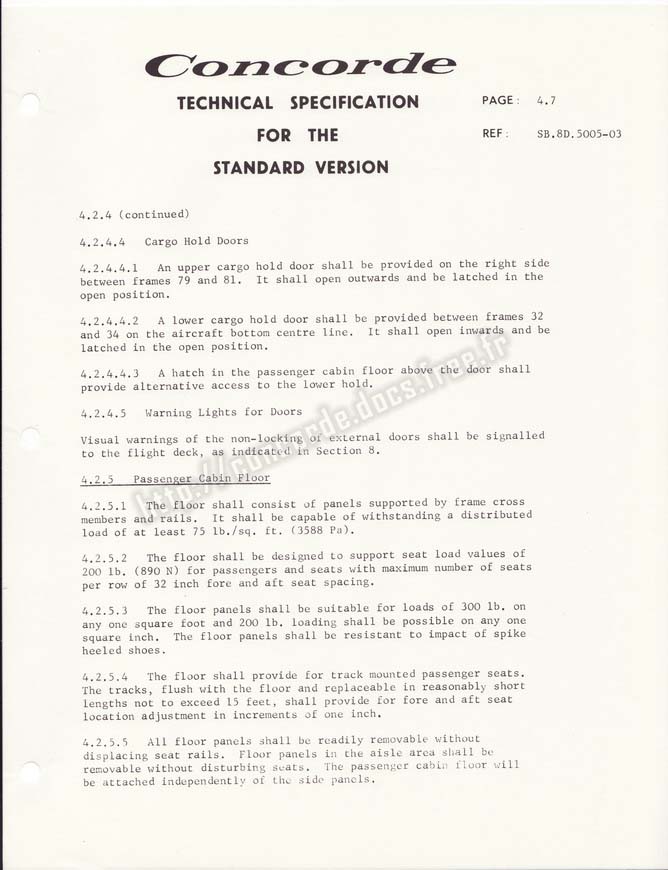 Concorde
TECHNICAL SPECIFICATION
FOR THE
STANDARD VERSION
PAGE: 4.7
REF: SB.8D.5005-03
4.2.4 (continued)
4.2.4.4 Cargo Hold Doors
4.2.4.4.1 An upper cargo hold door shall be provided on the right side
between frames 79 and 81. It shall open outwards and be latched in the
open position.
4.2.4.4.2 A lower cargo hold door shall be provided between frames 32
and 34 on the aircraft bottom centre line. It shall open inwards and be
latched in the open position.
4.2.4.4.3 A hatch in the passenger cabin floor above the door shall
provide alternative access to the lower hold.
4.2.4.5 Warning Lights for Doors
Visual warnings of the non-locking of external doors shall be signalled
to the flight deck, as indicated in Section 8.
4.2.5 Passenger Cabin Floor
4.2.5.1 The floor shall consist of panels supported by frame cross
members and rails. It shall be capable of withstanding a distributed
load of at least 75 lb./sq. ft. (3588 Pa).
4.2.5.2 The floor shall be designed to support seat load values of
200 lb. (890 N) for passengers and seats with maximum number of seats
per row of 32 inch fore and aft seat spacing.
4.2.5.3 The floor panels shall be suitable for loads of 300 lb. on
any one square foot and 200 lb. loading shall be possible on any one
square inch. The floor panels shall be resistant to impact of spike
heeled shoes.
4.2.5.4 The floor shall provide for track mounted passenger seats.
The tracks, flush with the floor and replaceable in reasonably short
lengths not to exceed 15 feet, shall provide for fore and aft seat
location adjustment in increments of one inch.
4.2.5.5 All floor panels shall be readily removable without
displacing seat rails. Floor panels in the aisle area shall be
removable without disturbing seats. The passenger cabin floor will
be attached independently of the side panels.
http://concorde.docs.free.fr